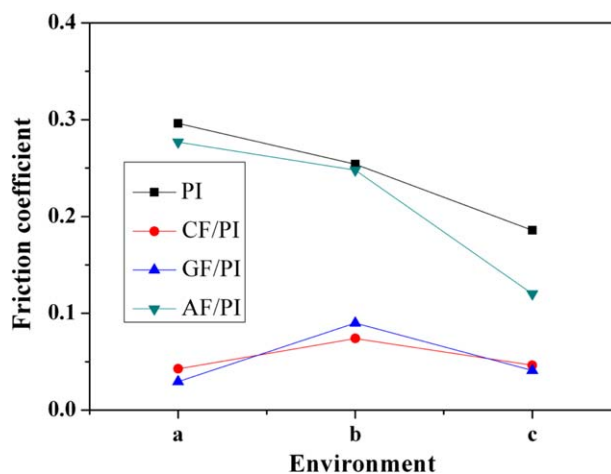 0.4
0.3
0.2
0.1
0.0
Friction coefficient
PI
CF/PI
GF/PI
AF/PI
a b c
Environment